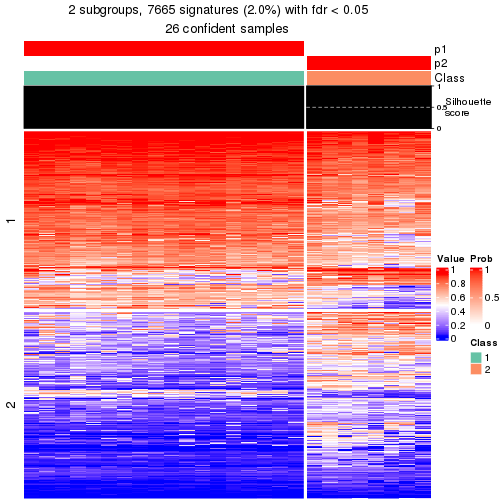 2 subgroups, 7665 signatures (2.0%) with fdr < 0.05
26 confident samples
p1
p2
Class
1
0.5
0
Silhouette
score
1
2
Value
1
0.8
0.6
0.4
0.2
0
Prob
1
0.5
0
Class
1
2